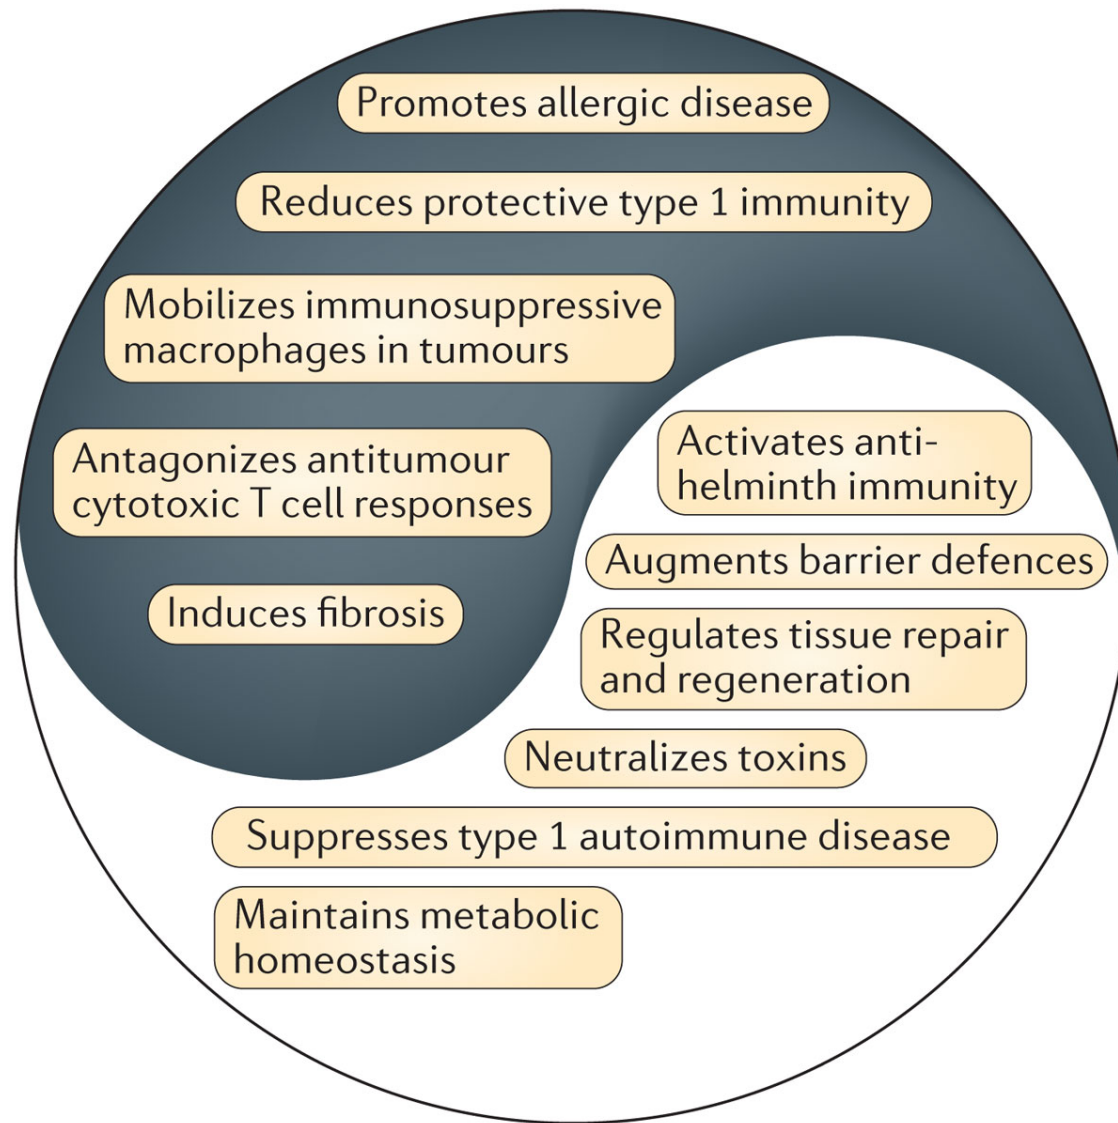 Promotes allergic disease
Reduces protective type 1 immunity
Mobilizes immunosuppressive
macrophages in tumours
Antagonizes antitumour
cytotoxic T cell responses
Induces fibrosis
Activates anti-
helminth immunity
Augments barrier defences
Regulates tissue repair
and regeneration
Neutralizes toxins
Suppresses type 1 autoimmune disease
Maintains metabolic
homeostasis